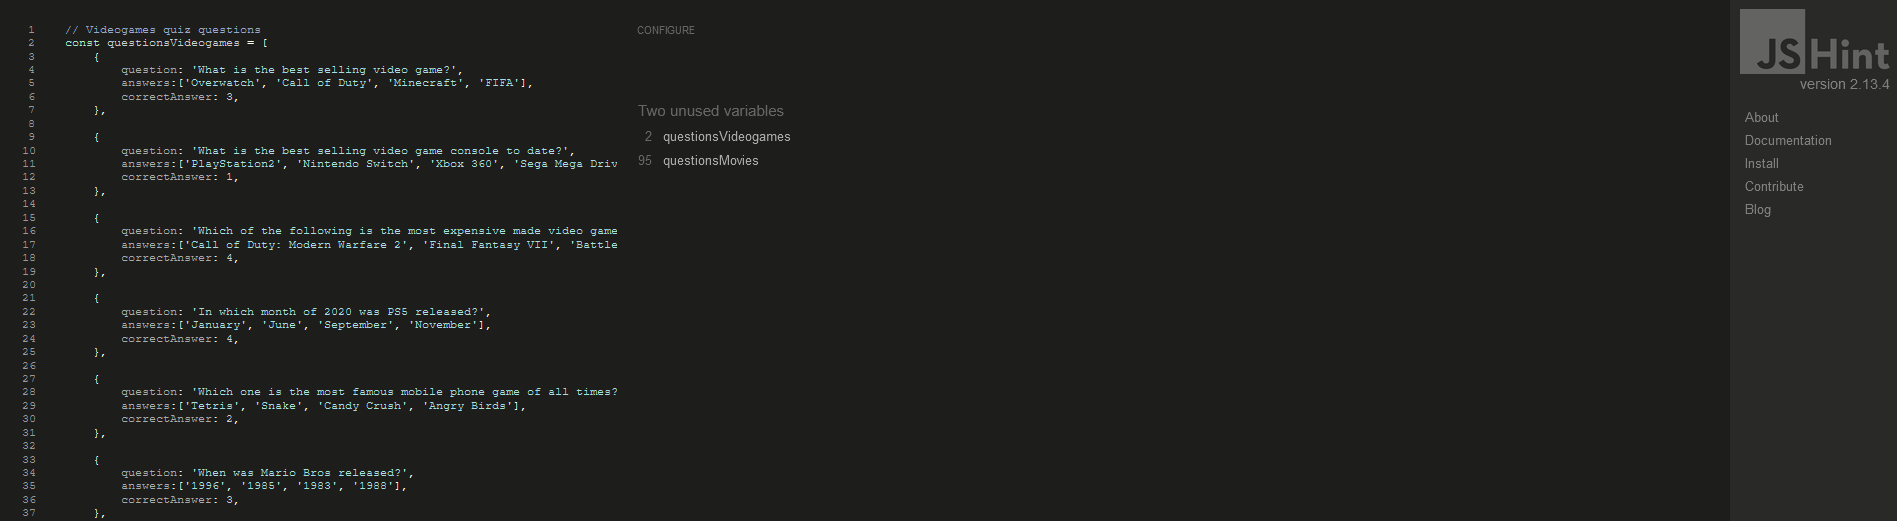 1 // Videogames quiz questions
2 const questionsVideogames = [
3 {
4 question: 'What is the best selling video game?',
5 answers:['Overwatch', 'Call of Duty', 'Minecraft', 'FIFA'],
6 correctAnswer: 3,
7 },
8
9 {
10 question: 'What is the best selling video game console to date?',
11 answers:['PlayStation2', 'Nintendo Switch', 'Xbox 360', 'Sega Mega Driv
12 correctAnswer: 1,
13 },
14
15 {
16 question: 'Which of the following is the most expensive made video game
17 answers:['Call of Duty: Modern Warfare 2', 'Final Fantasy VII', 'Battle
18 correctAnswer: 4,
19 },
20
21 {
22 question: 'In which month of 2020 was PS5 released?',
23 answers:['January', 'June', 'September', 'November'],
24 correctAnswer: 4,
25 },
26
27 {
28 question: 'Which one is the most famous mobile phone game of all times?
29 answers:['Tetris', 'Snake', 'Candy Crush', 'Angry Birds'],
30 correctAnswer: 2,
31 },
32
33 {
34 question: 'When was Mario Bros released?',
35 answers:['1996', '1985', '1983', '1988'],
36 correctAnswer: 3,
37 },
CONFIGURE
Two unused variables
2 questionsVideogames
95 questionsMovies
JSHint
version 2.13.4
About
Documentation
Install
Contribute
Blog